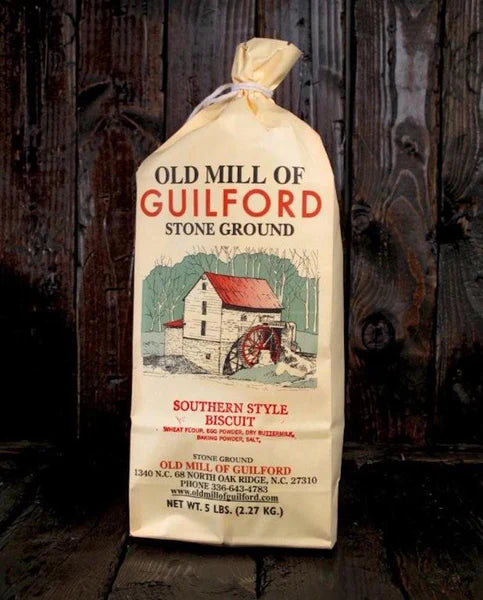 OLD MILL OF
GUILFORD
STONE GROUND
SOUTHERN STYLE
BISCUIT
WHEAT FLOUR, EGG POWDER, DRY BUTTERMILK,
BAKING POWDER, SALT,
STONE GROUND
OLD MILL OF GUILFORD
1340 N.C. 68 NORTH OAK RIDGE, N.C. 27310
PHONE 336-643-4783
www.oldmillofguilford.com
NET WT. 5 LBS. (2.27 KG.)